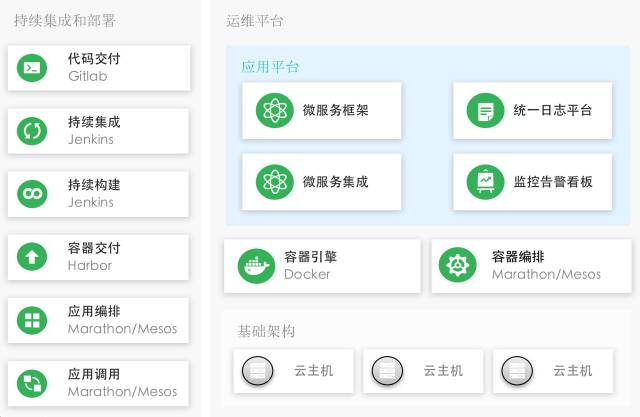 持续集成和部署
代码交付
Gitlab
持续集成
Jenkins
持续构建
Jenkins
容器交付
Harbor
应用编排
Marathon/Mesos
应用调用
Marathon/Mesos
运维平台
应用平台
微服务框架
统一日志平台
微服务集成
监控告警看板
容器引擎
Docker
容器编排
Marathon/Mesos
基础架构
云主机
云主机
云主机